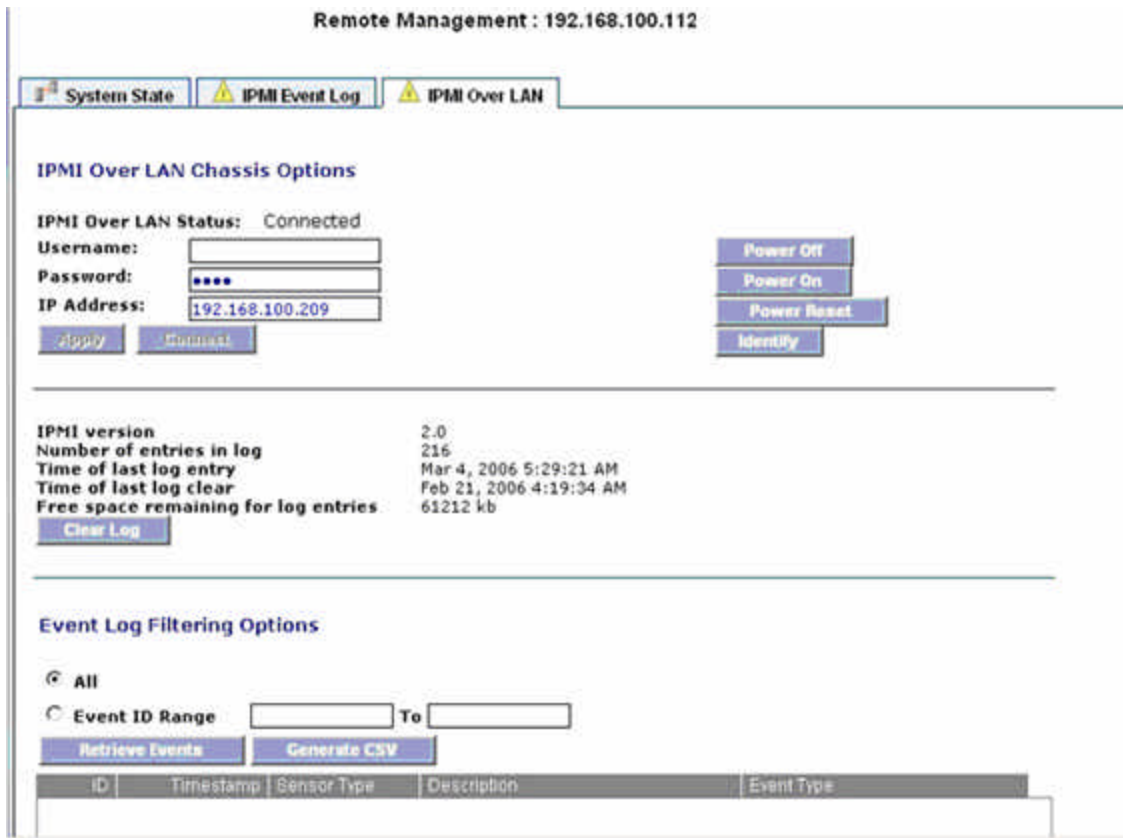 Remote Management : 192.168.100.112
System State IPMI Event Log IPMI Over LAN
IPMI Over LAN Chassis Options
IPMI Over LAN Status: Connected
Username:
Power Off
Password: ••••
Power On
IP Address: 192.168.100.209
Power Reset
Apply Connect
Identify
IPMI version 2.0
Number of entries in log 216
Time of last log entry Mar 4, 2006 5:29:21 AM
Time of last log clear Feb 21, 2006 4:19:34 AM
Free space remaining for log entries 61212 kb
Clear Log
Event Log Filtering Options
All
Event ID Range To
Retrieve Events Generate CSV
ID Timestamp Sensor Type Description Event Type